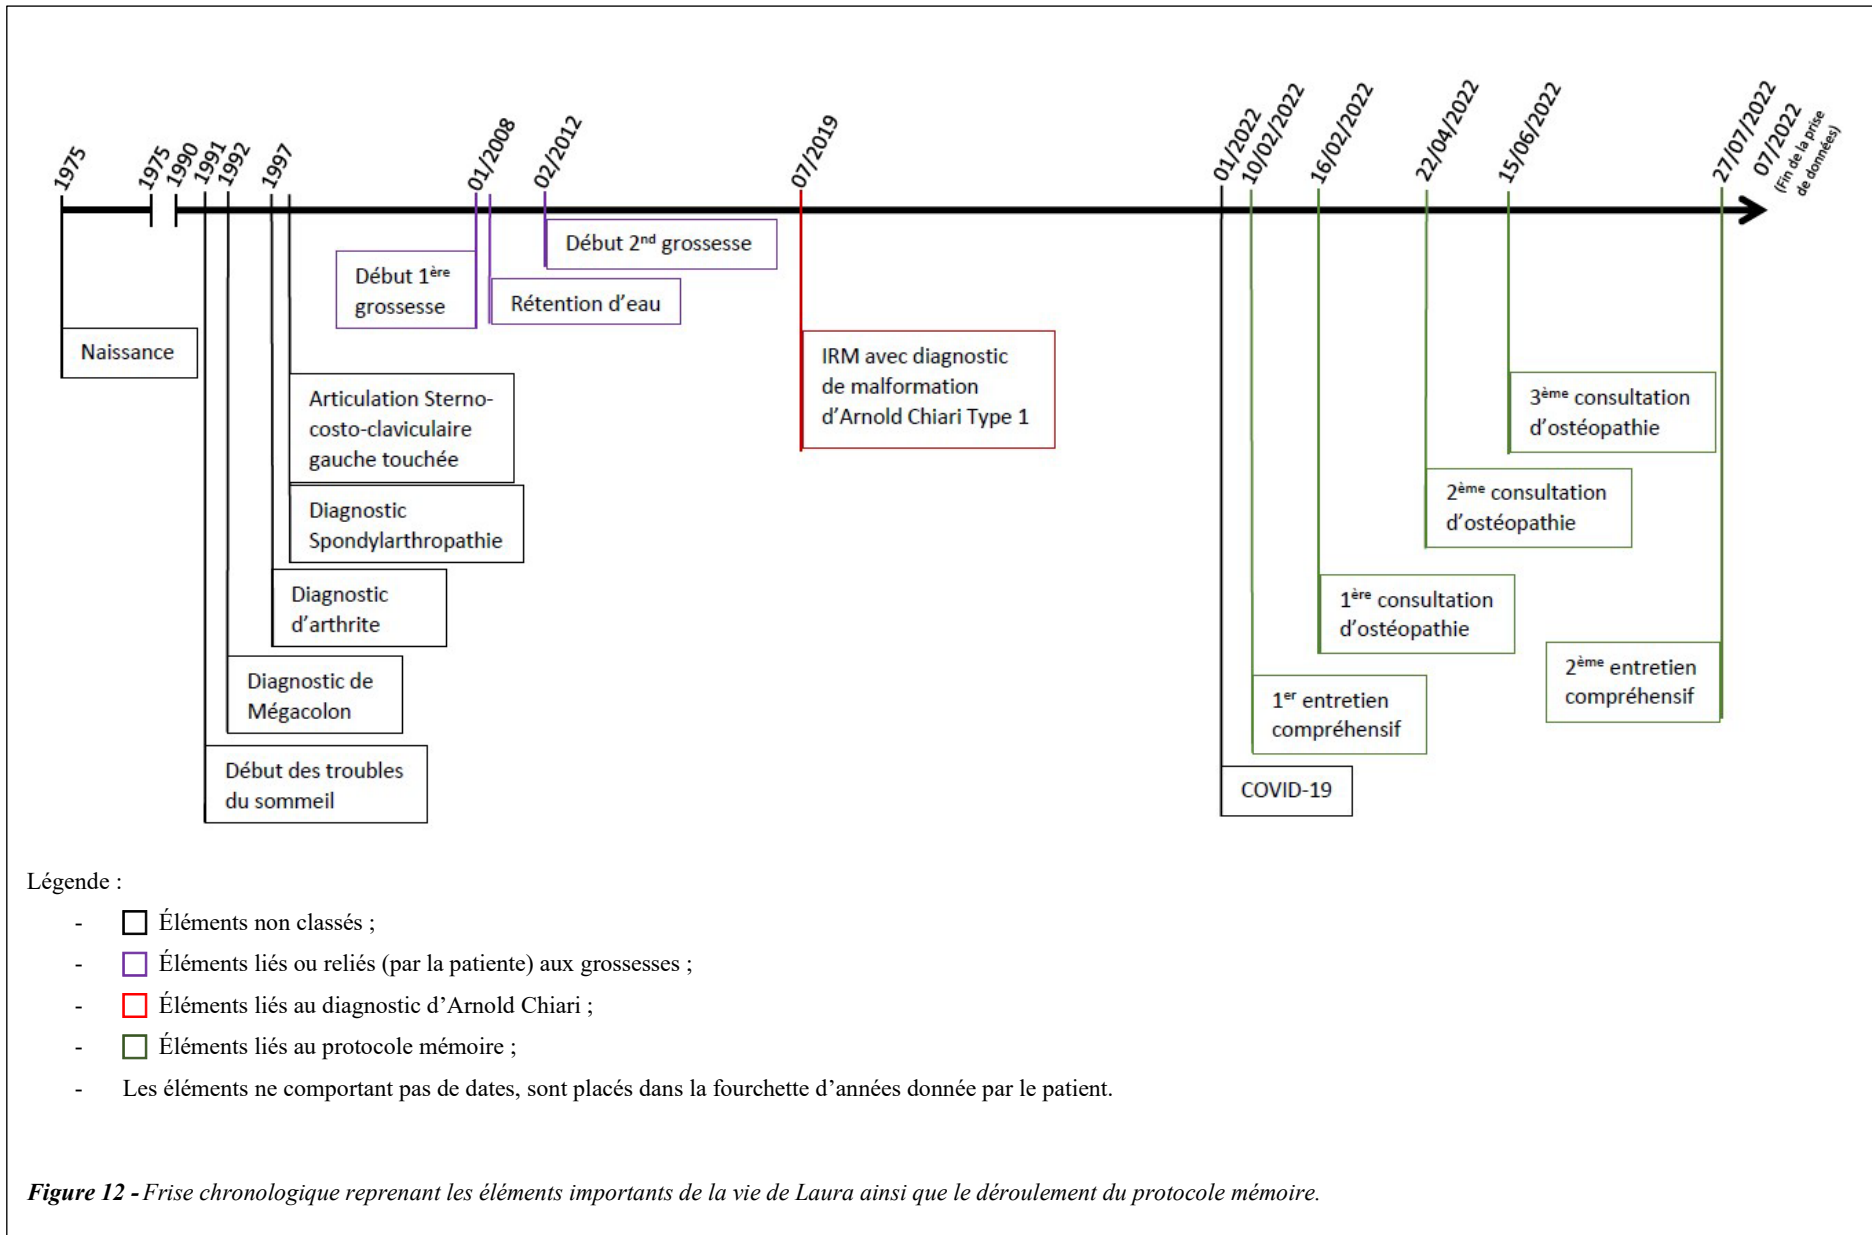 1975
1975
1990
1991
1992
1997
01/2008
02/2012
07/2019
01/2022
10/02/2022
16/02/2022
22/04/2022
15/06/2022
27/07/2022
07/2022
(Fin de la prise
de données)
Début 2nd grossesse
Début 1ère
grossesse
Rétention d’eau
Naissance
IRM avec diagnostic
de malformation
d’Arnold Chiari Type 1
Articulation Sterno-
costo-claviculaire
gauche touchée
3ème consultation
d’ostéopathie
Diagnostic
Spondylarthropathie
2ème consultation
d’ostéopathie
Diagnostic
d’arthrite
1ère consultation
d’ostéopathie
Diagnostic de
Mégacolon
1er entretien
compréhensif
2ème entretien
compréhensif
Début des troubles
du sommeil
COVID-19
Légende :
- Éléments non classés ;
- Éléments liés ou reliés (par la patiente) aux grossesses ;
- Éléments liés au diagnostic d’Arnold Chiari ;
- Éléments liés au protocole mémoire ;
- Les éléments ne comportant pas de dates, sont placés dans la fourchette d’années donnée par le patient.
Figure 12 - Frise chronologique reprenant les éléments importants de la vie de Laura ainsi que le déroulement du protocole mémoire.